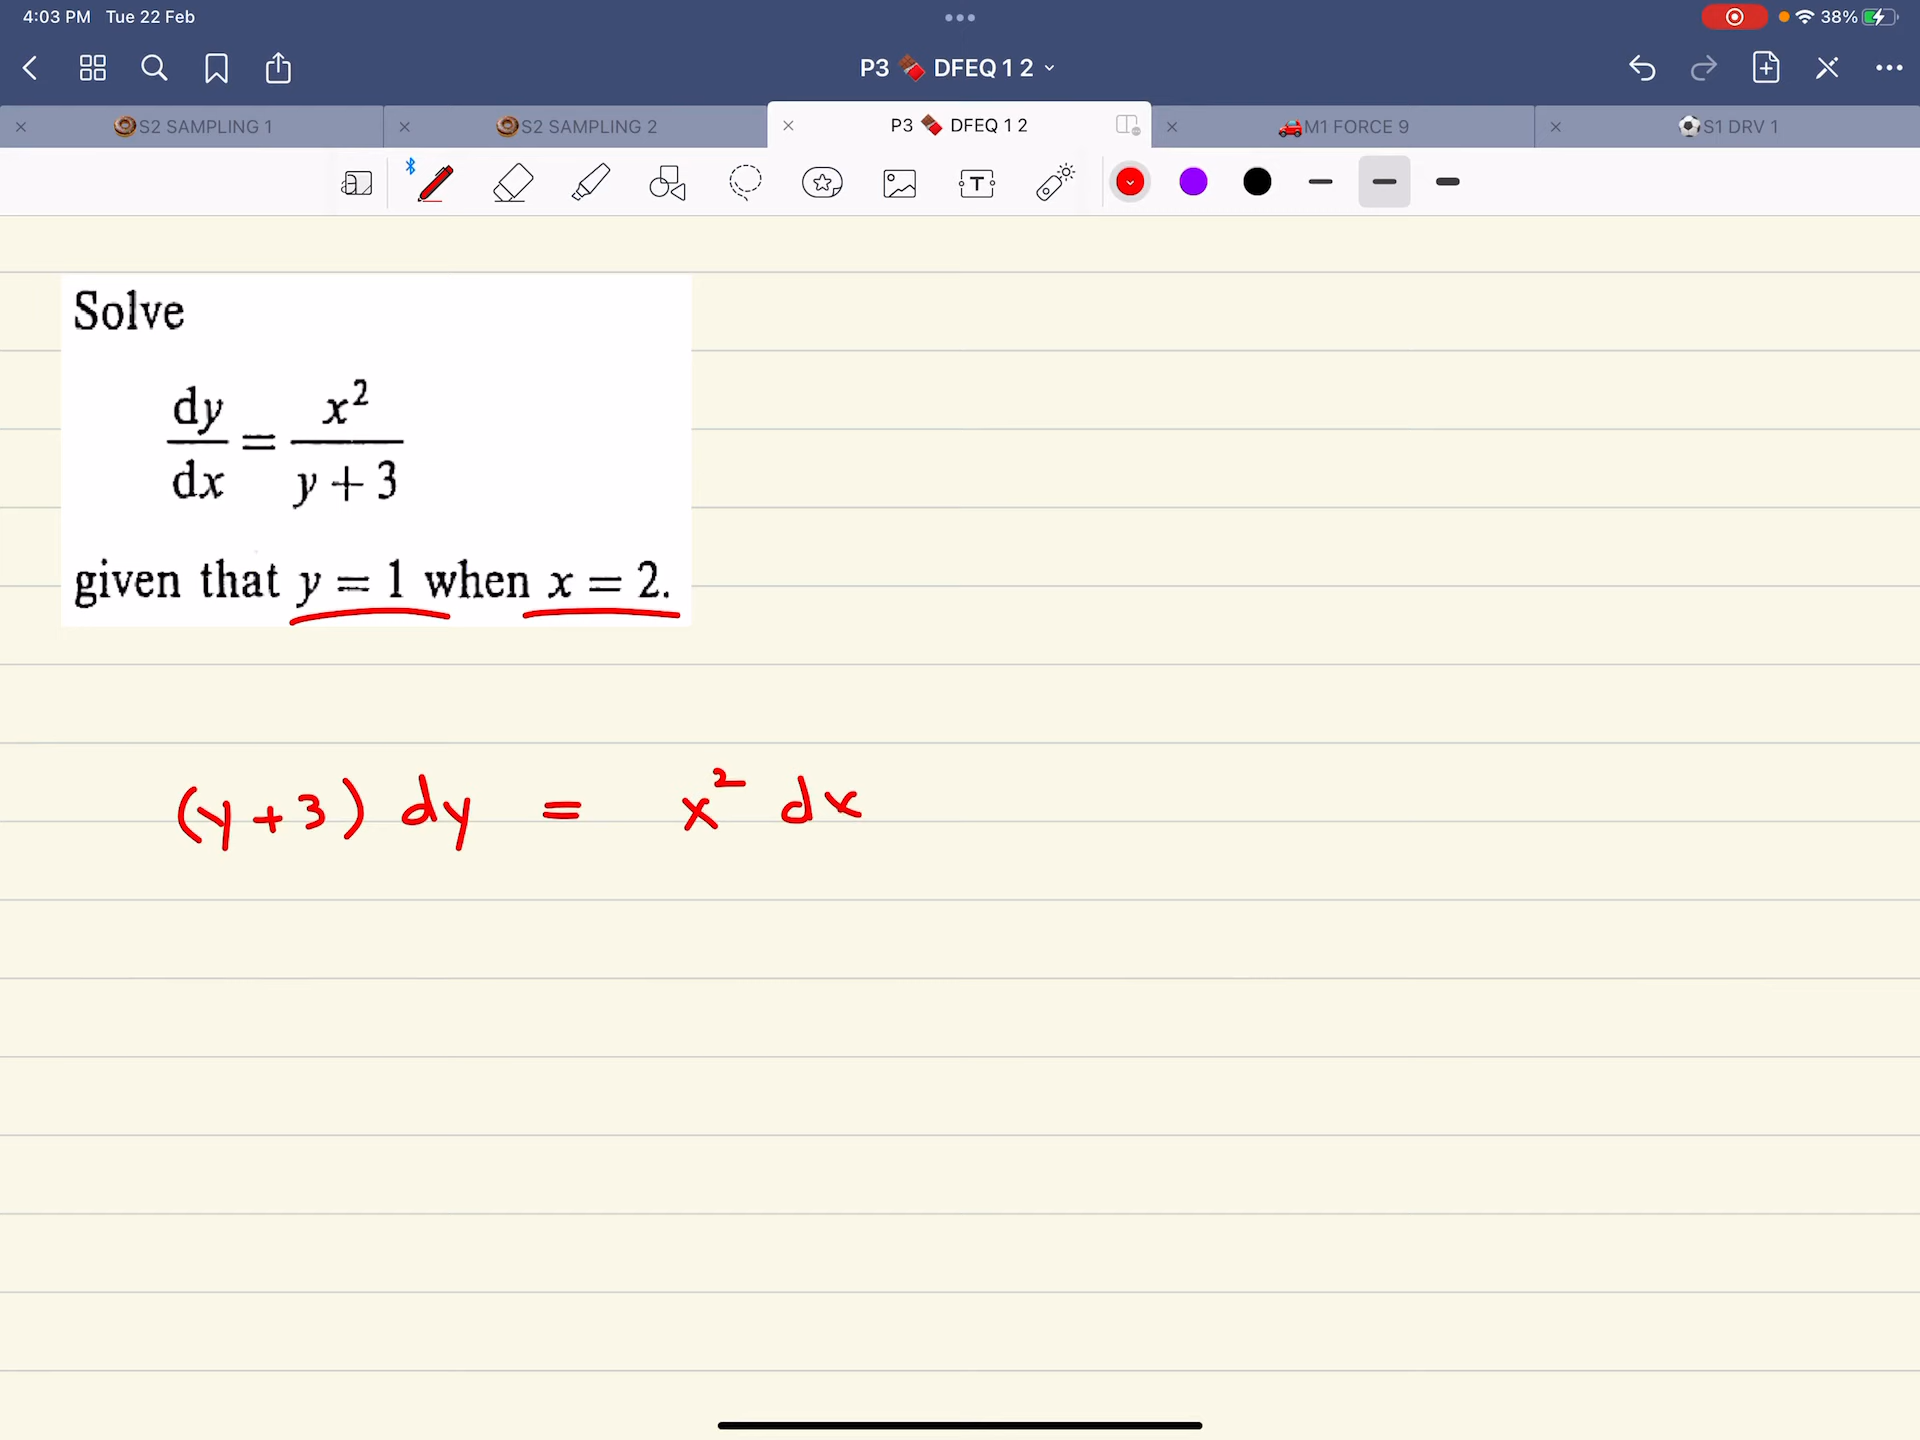 4:03 PM Tue 22 Feb 38%
P3 🍫 DFEQ 1 2
S2 SAMPLING 1
S2 SAMPLING 2
P3 🍫 DFEQ 1 2
M1 FORCE 9
S1 DRV 1
Solve
dy/dx = x²/(y + 3)
given that y = 1 when x = 2.
(y + 3) dy = x² dx